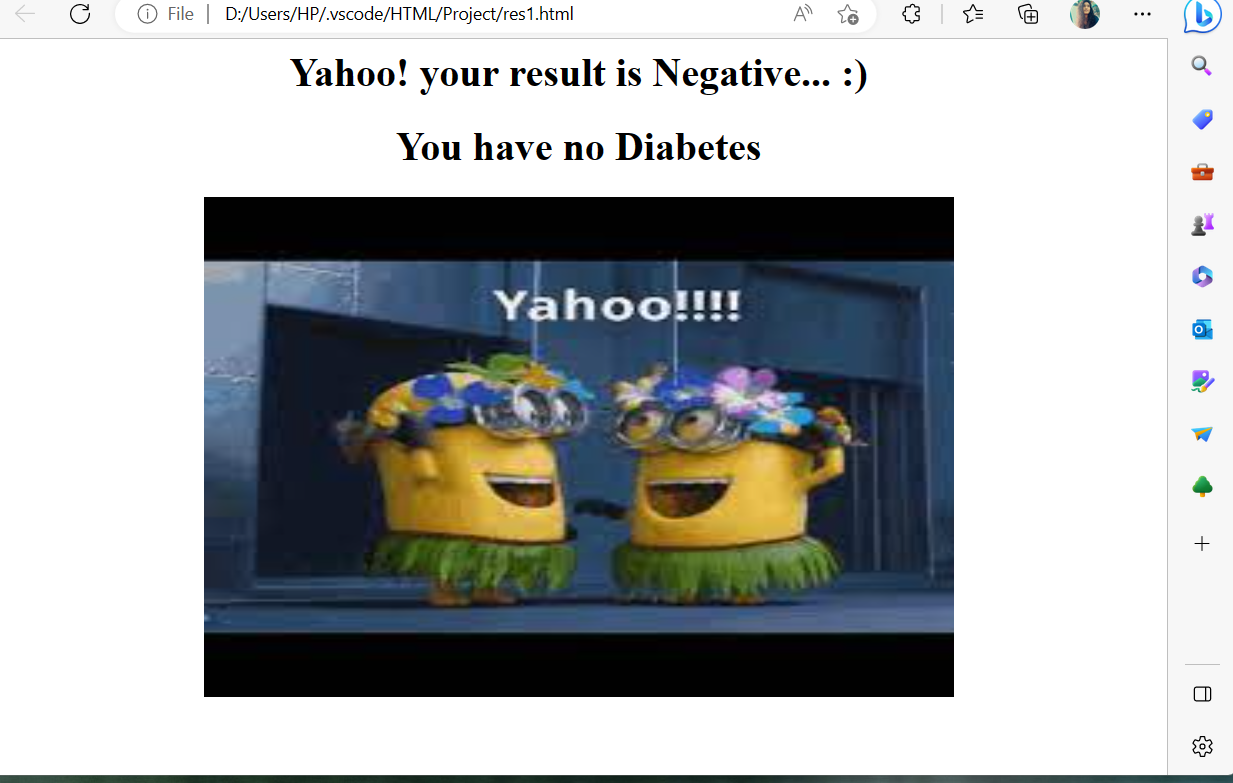 File
D:/Users/HP/.vscode/HTML/Project/res1.html
Yahoo! your result is Negative... :)
You have no Diabetes
Yahoo!!!!